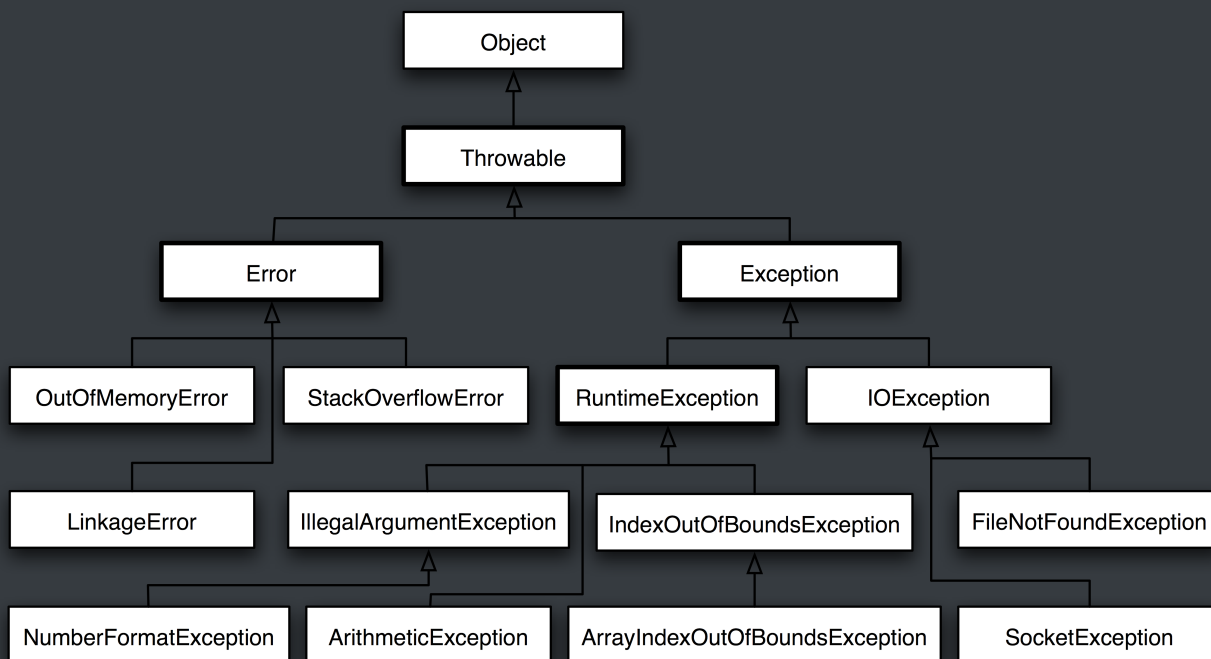 Object
Throwable
Error
Exception
OutOfMemoryError
StackOverflowError
RuntimeException
IOException
LinkageError
IllegalArgumentException
IndexOutOfBoundsException
FileNotFoundException
NumberFormatException
ArithmeticException
ArrayIndexOutOfBoundsException
SocketException